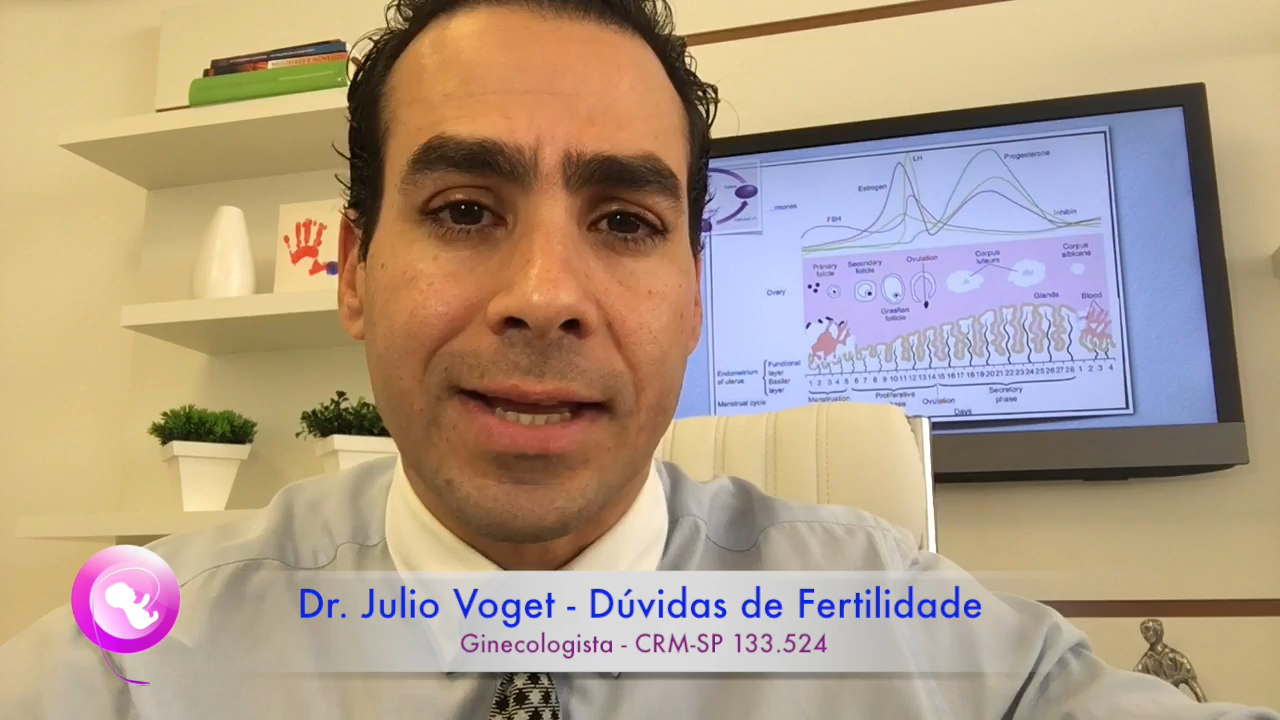 LH
Progesterone
Estrogen
FSH
Inhibin
Primary
follicle
Secondary
follicle
Ovulation
Corpus
luteum
Corpus
albicans
Ovary
Graafian
follicle
Glands
Blood
Endometrium
of uterus
Functional
layer
Basilar
layer
1 2 3 4 5 6 7 8 9 10 11 12 13 14 15 16 17 18 19 20 21 22 23 24 25 26 27 28 1 2 3 4
Menstrual cycle
Menstruation
Proliferative
Ovulation
Secretory
phase
Days
Dr. Julio Voget - Dúvidas de Fertilidade
Ginecologista - CRM-SP 133.524